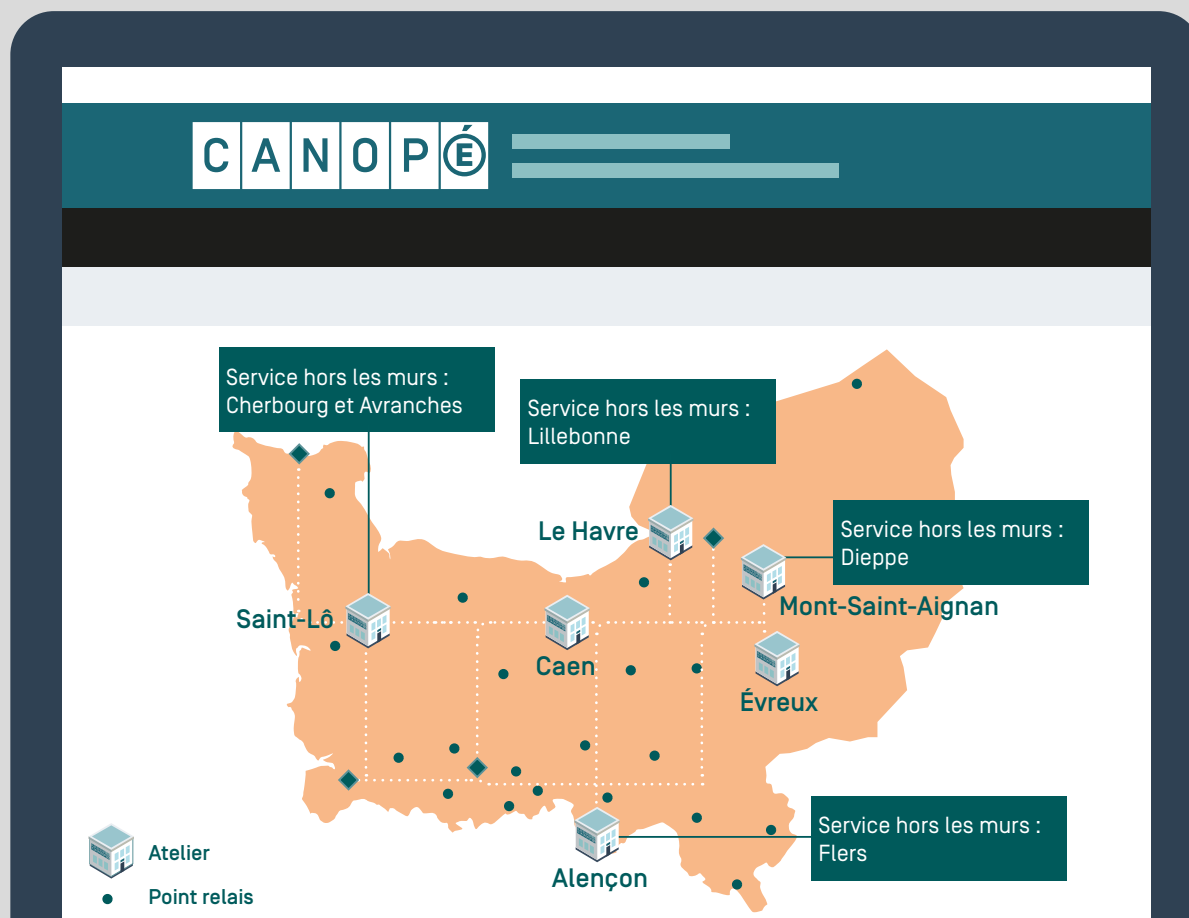 CANOPÉ
Service hors les murs :
Cherbourg et Avranches
Service hors les murs :
Lillebonne
Le Havre
Service hors les murs :
Dieppe
Mont-Saint-Aignan
Saint-Lô
Caen
Évreux
Service hors les murs :
Flers
Alençon
Atelier
Point relais